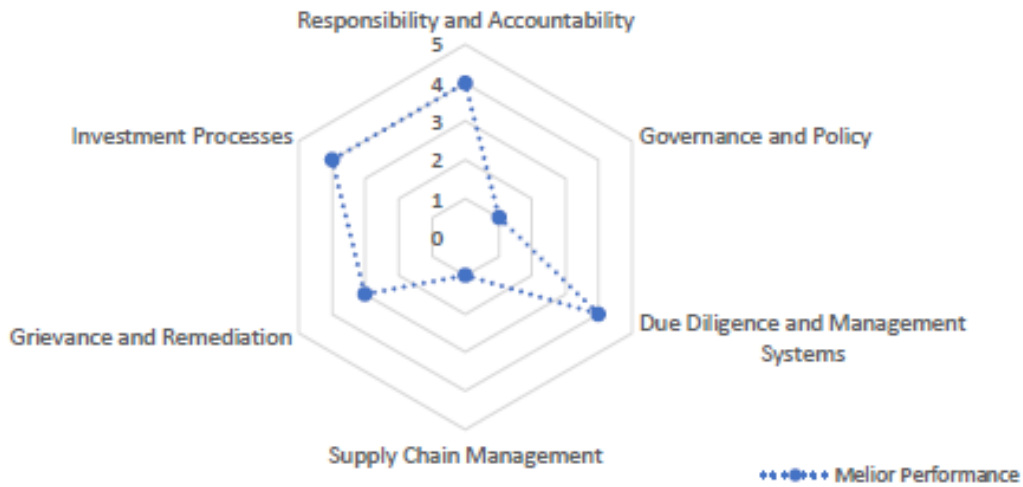 Responsibility and Accountability
5
4
3
2
1
0
Investment Processes
Governance and Policy
Grievance and Remediation
Due Diligence and Management
Systems
Supply Chain Management
Melior Performance